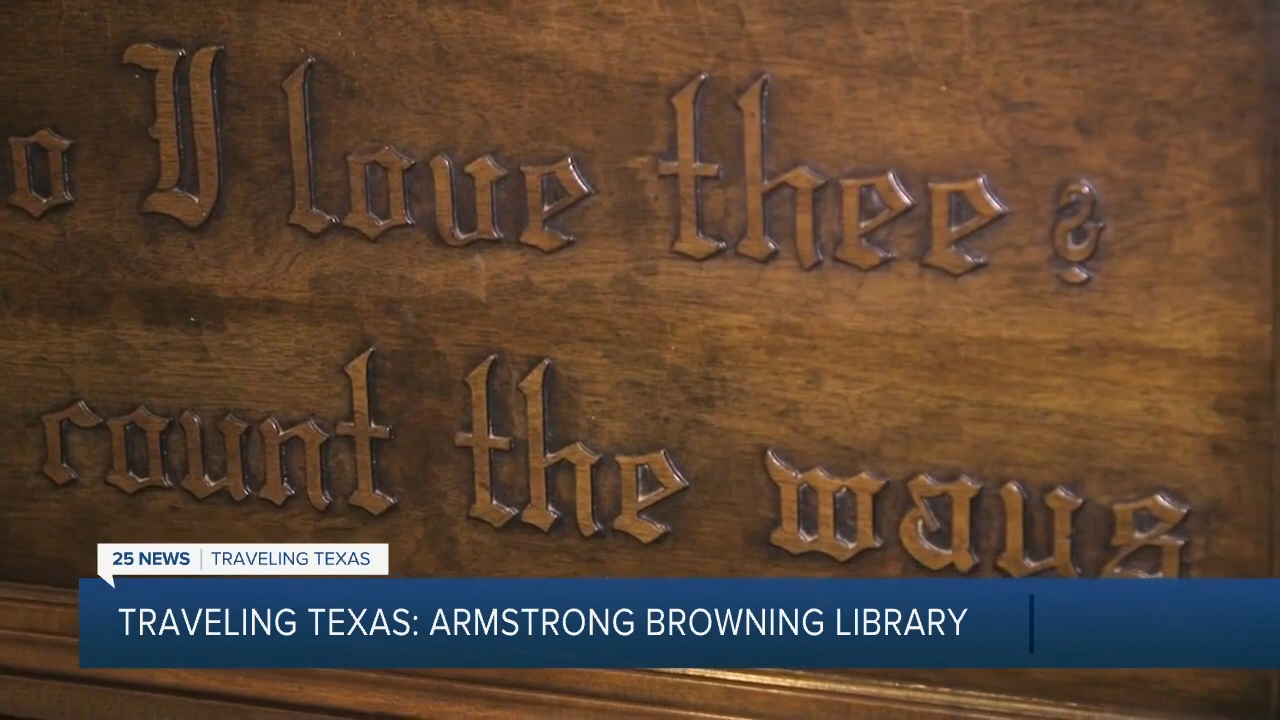 o I love thee?
count the ways
25 NEWS | TRAVELING TEXAS
TRAVELING TEXAS: ARMSTRONG BROWNING LIBRARY